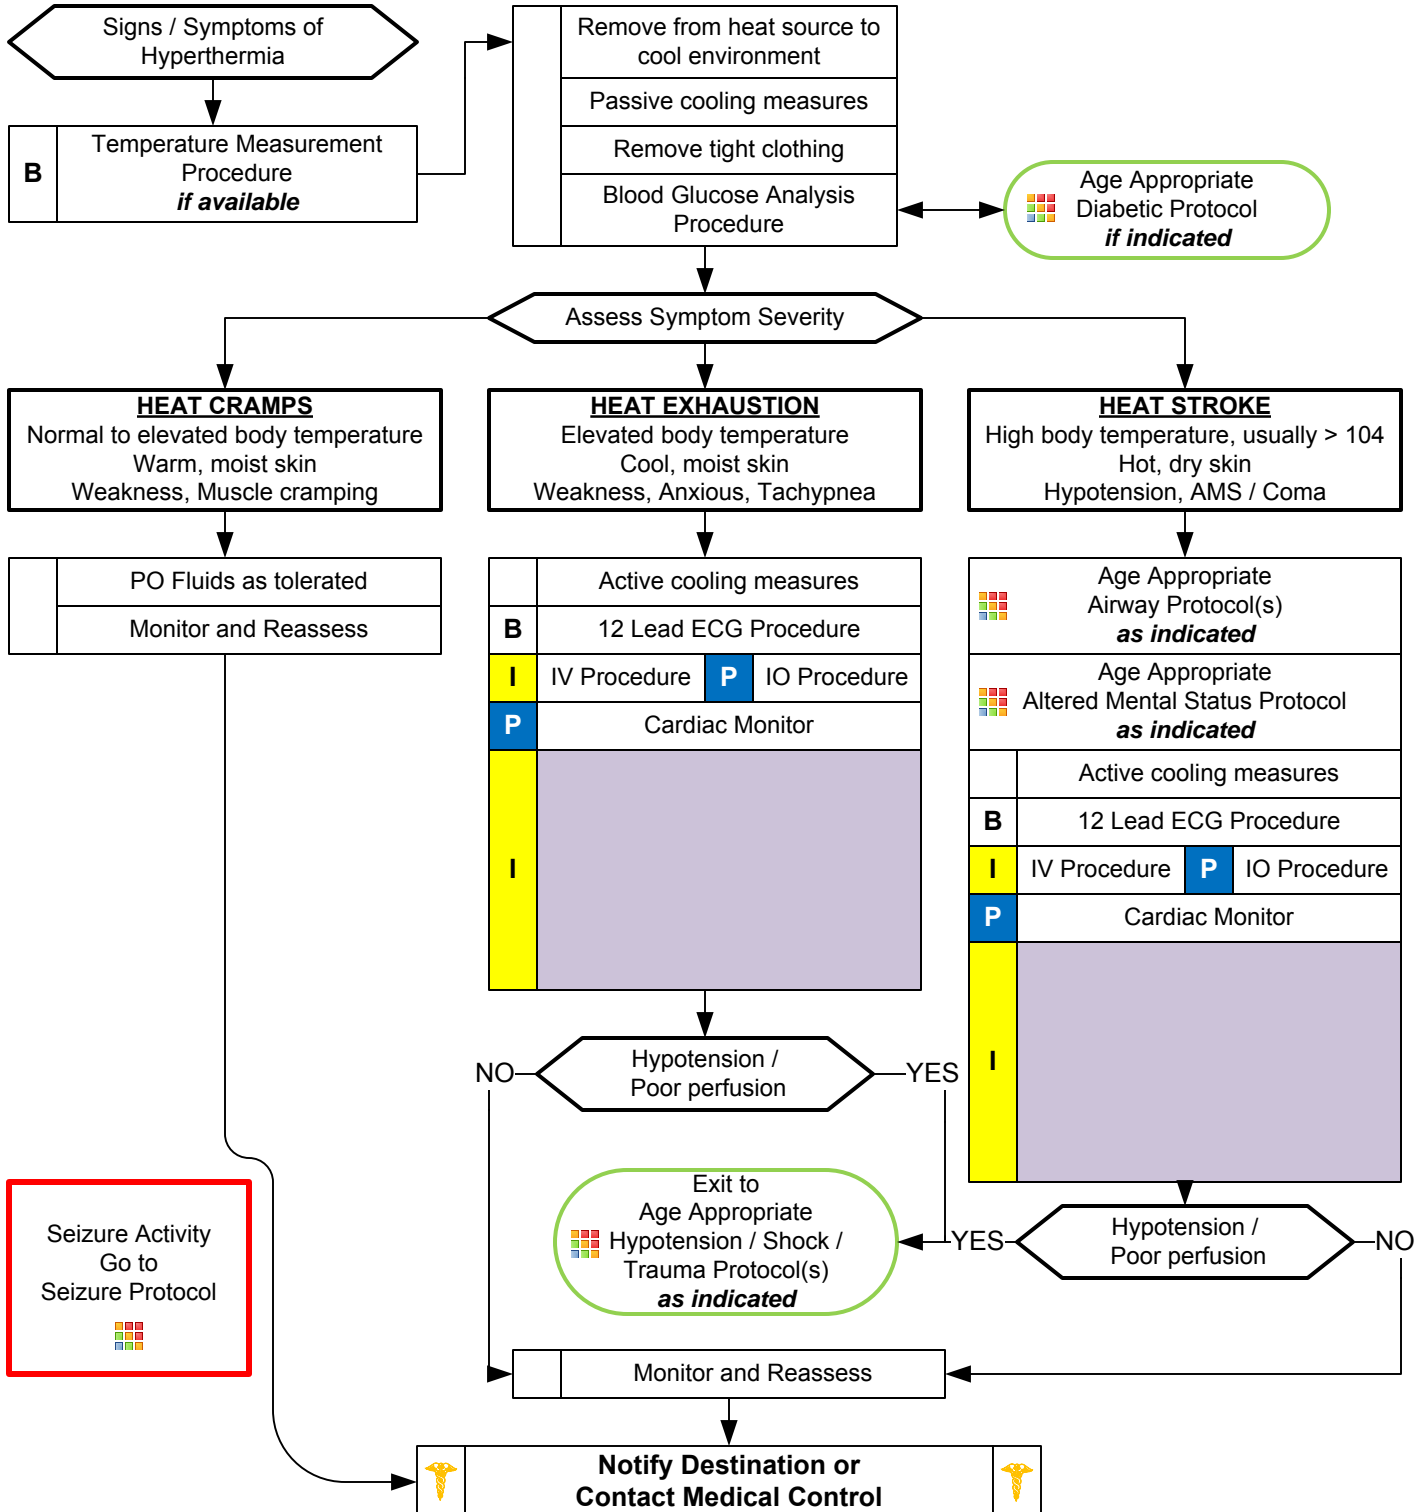 Signs / Symptoms of
Hyperthermia
B
Temperature Measurement
Procedure
if available
Remove from heat source to
cool environment
Passive cooling measures
Remove tight clothing
Blood Glucose Analysis
Procedure
Age Appropriate
Diabetic Protocol
if indicated
Assess Symptom Severity
HEAT CRAMPS
Normal to elevated body temperature
Warm, moist skin
Weakness, Muscle cramping
HEAT EXHAUSTION
Elevated body temperature
Cool, moist skin
Weakness, Anxious, Tachypnea
HEAT STROKE
High body temperature, usually > 104
Hot, dry skin
Hypotension, AMS / Coma
PO Fluids as tolerated
Monitor and Reassess
Active cooling measures
B
12 Lead ECG Procedure
I
IV Procedure
P
IO Procedure
P
Cardiac Monitor
I
Age Appropriate
Airway Protocol(s)
as indicated
Age Appropriate
Altered Mental Status Protocol
as indicated
Active cooling measures
B
12 Lead ECG Procedure
I
IV Procedure
P
IO Procedure
P
Cardiac Monitor
I
NO
Hypotension /
Poor perfusion
YES
Exit to
Age Appropriate
Hypotension / Shock /
Trauma Protocol(s)
as indicated
YES
Hypotension /
Poor perfusion
NO
Seizure Activity
Go to
Seizure Protocol
Monitor and Reassess
Notify Destination or
Contact Medical Control